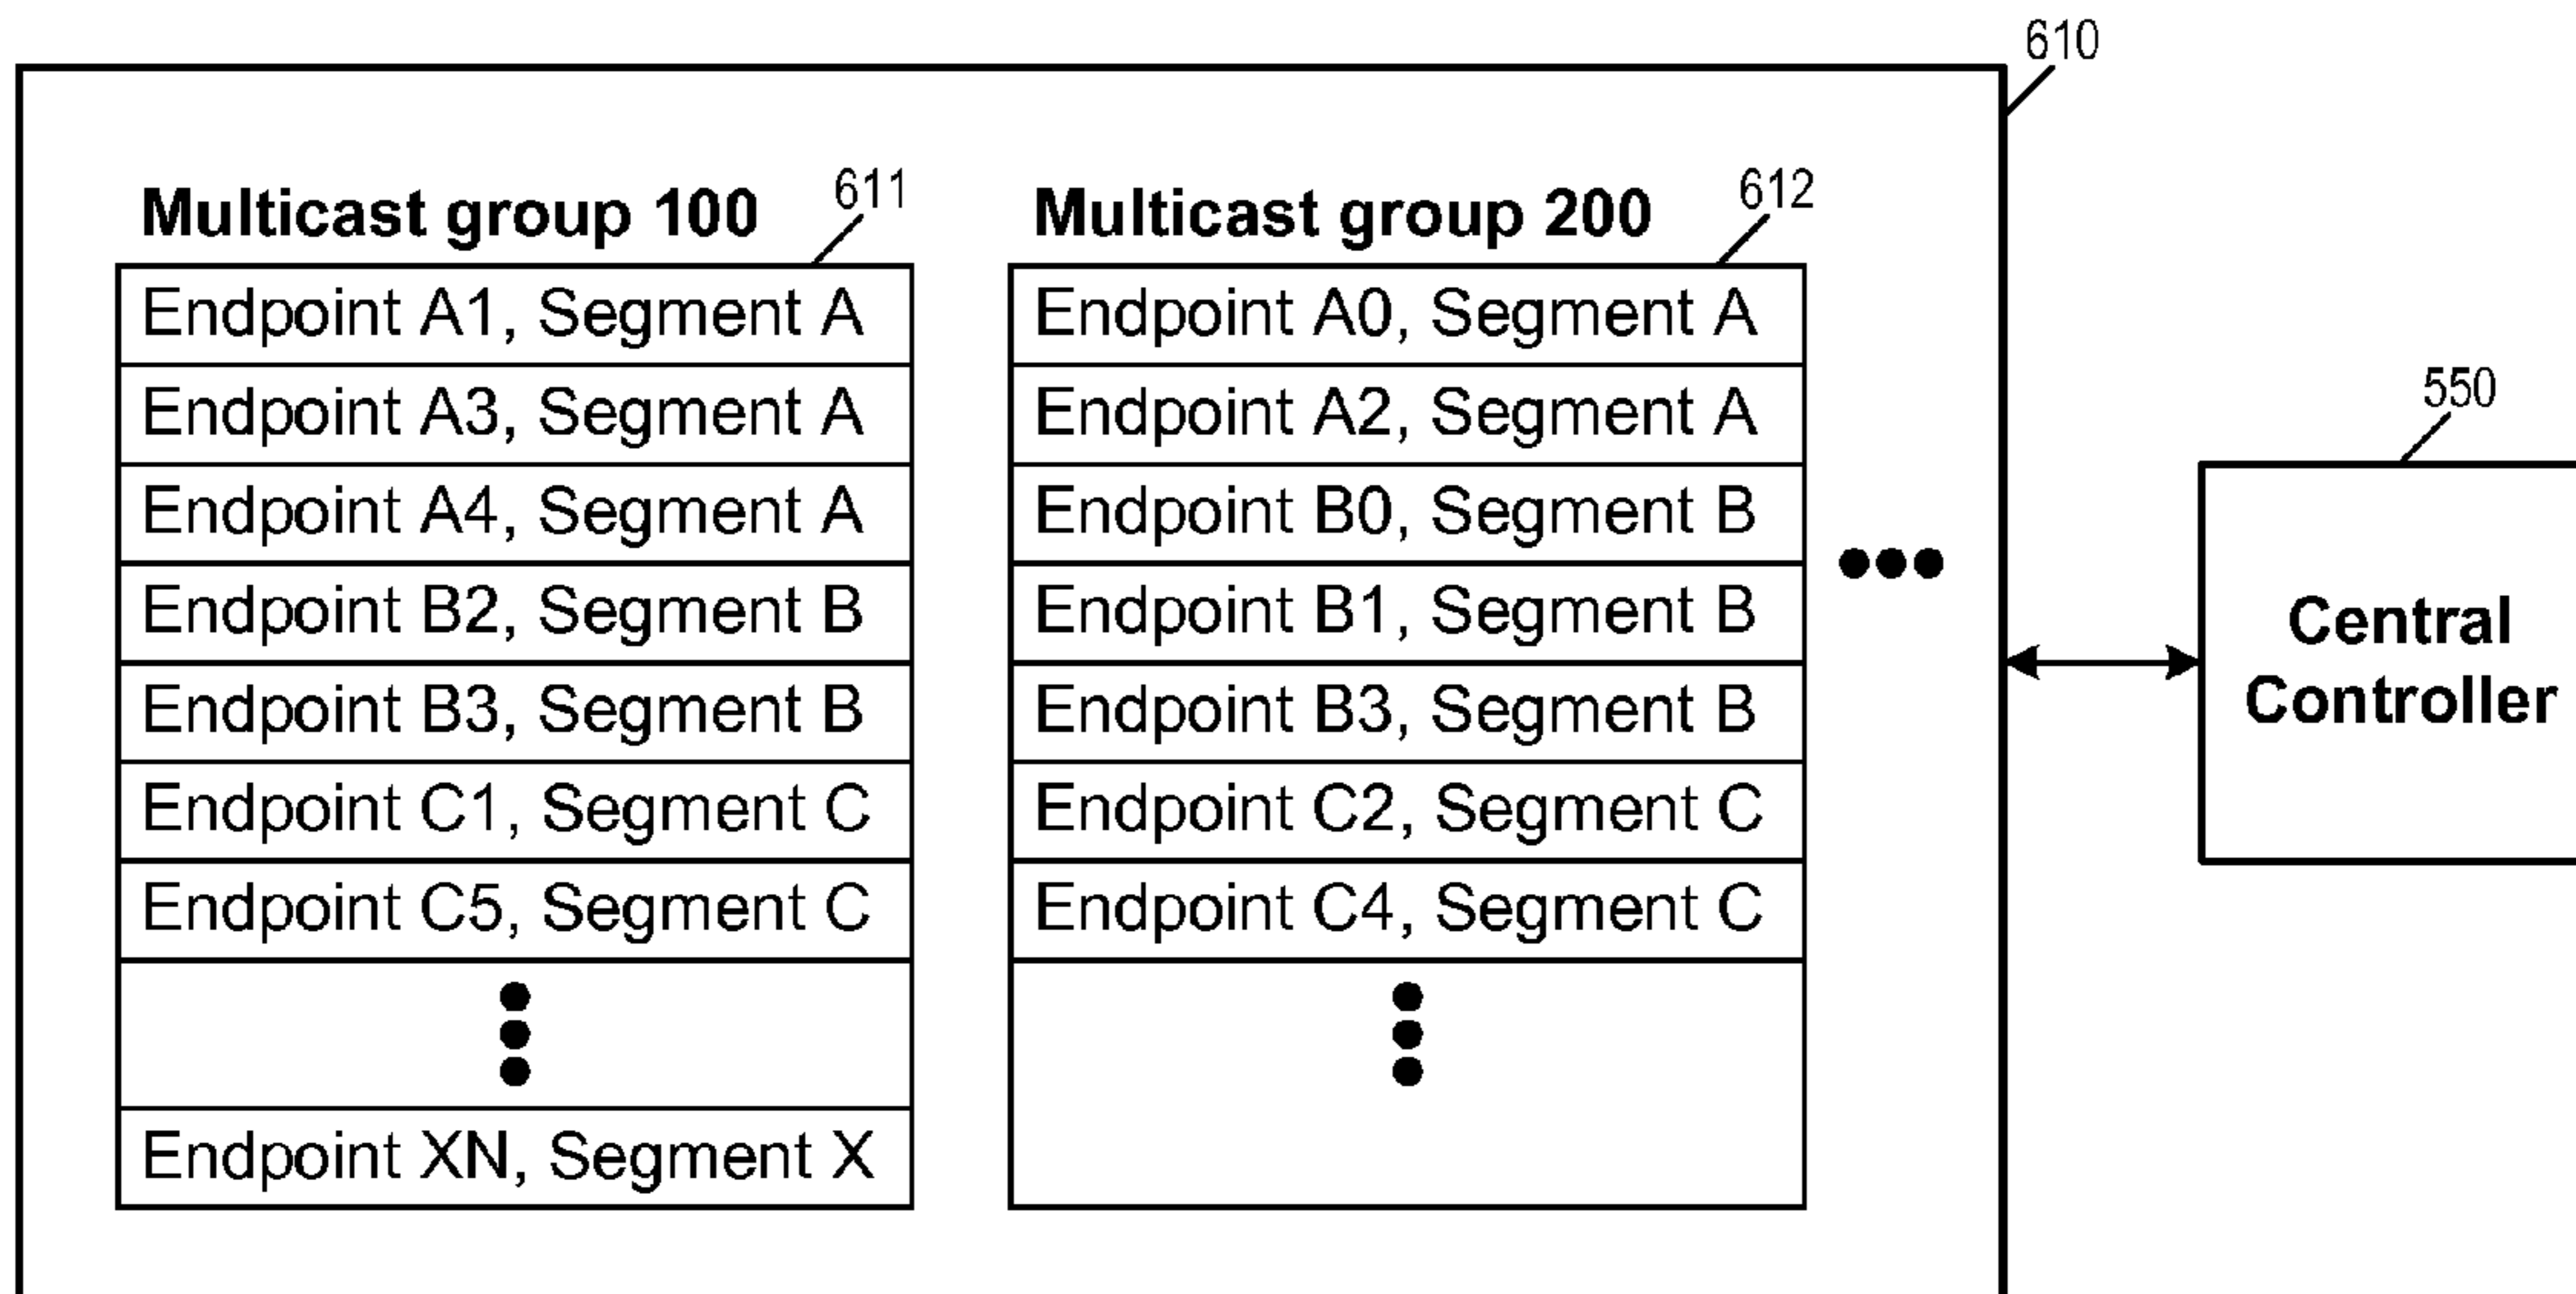 610
Multicast group 100
611
Endpoint A1, Segment A
Endpoint A3, Segment A
Endpoint A4, Segment A
Endpoint B2, Segment B
Endpoint B3, Segment B
Endpoint C1, Segment C
Endpoint C5, Segment C
Endpoint XN, Segment X
Multicast group 200
612
Endpoint A0, Segment A
Endpoint A2, Segment A
Endpoint B0, Segment B
Endpoint B1, Segment B
Endpoint B3, Segment B
Endpoint C2, Segment C
Endpoint C4, Segment C
550
Central
Controller